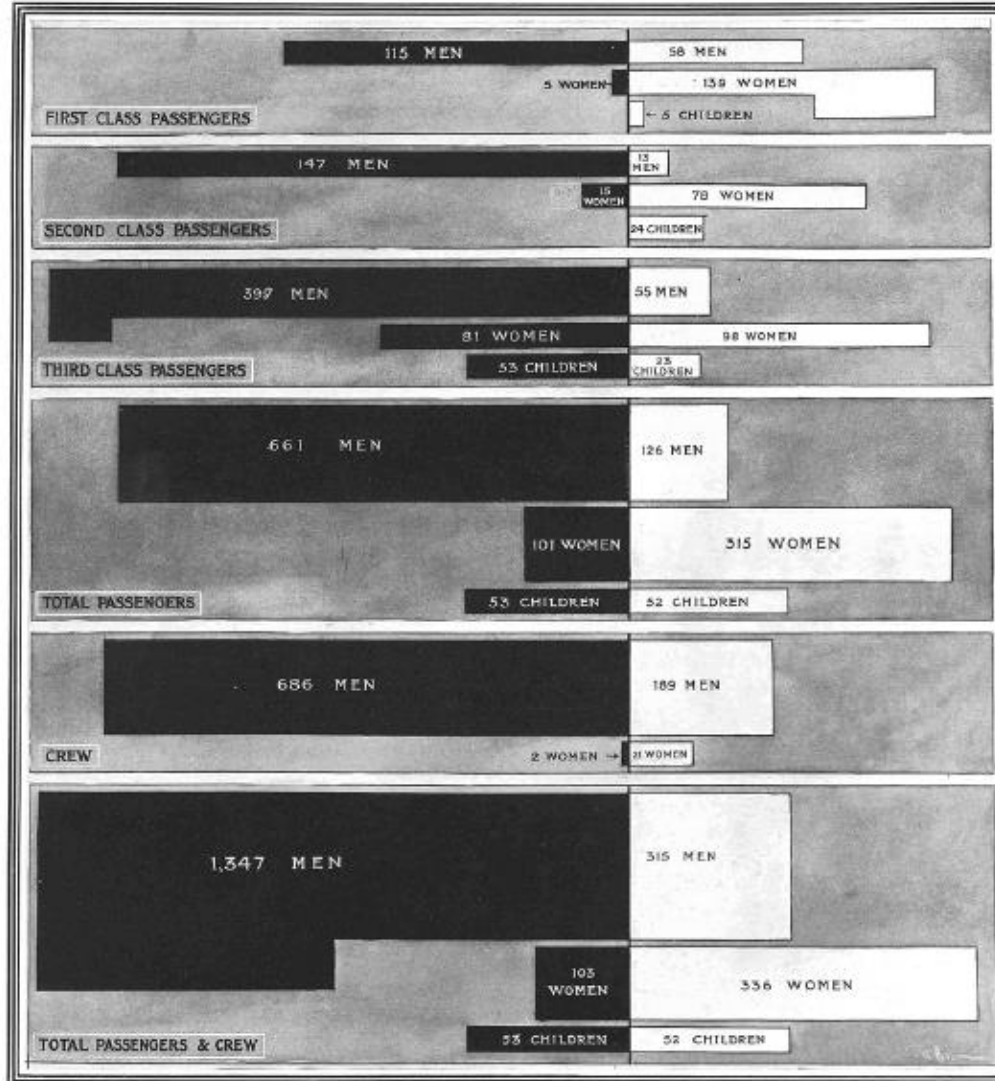 115 MEN
58 MEN
5 WOMEN
139 WOMEN
← 5 CHILDREN
FIRST CLASS PASSENGERS
147 MEN
13
MEN
15
WOMEN
78 WOMEN
24 CHILDREN
SECOND CLASS PASSENGERS
399 MEN
55 MEN
81 WOMEN
98 WOMEN
53 CHILDREN
23
CHILDREN
THIRD CLASS PASSENGERS
661 MEN
126 MEN
101 WOMEN
315 WOMEN
53 CHILDREN
52 CHILDREN
TOTAL PASSENGERS
686 MEN
189 MEN
2 WOMEN →
21 WOMEN
CREW
1,347 MEN
315 MEN
103
WOMEN
336 WOMEN
53 CHILDREN
52 CHILDREN
TOTAL PASSENGERS & CREW